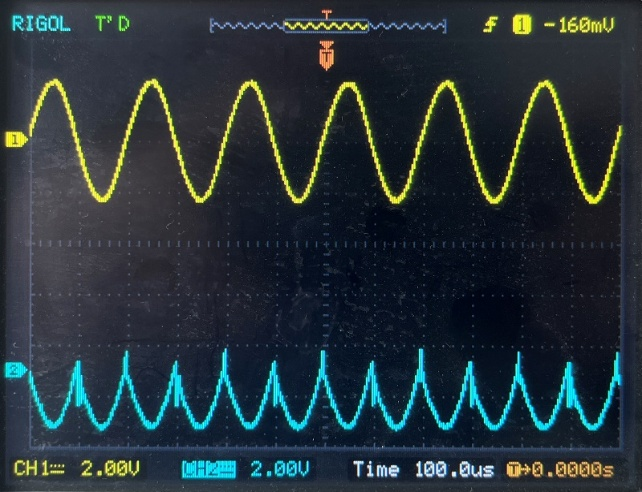 RIGOL T'D T 1 -160mV
T
1
2
CH1 2.00V CH2 2.00V Time 100.0us T→0.0000s